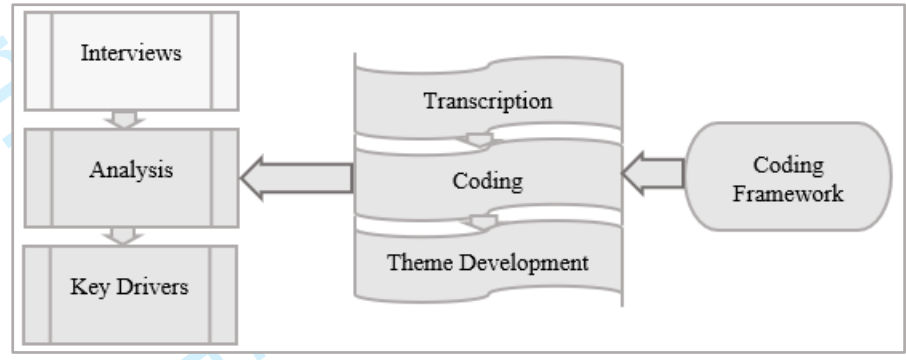 Interviews
Analysis
Key Drivers
Transcription
Coding
Theme Development
Coding
Framework